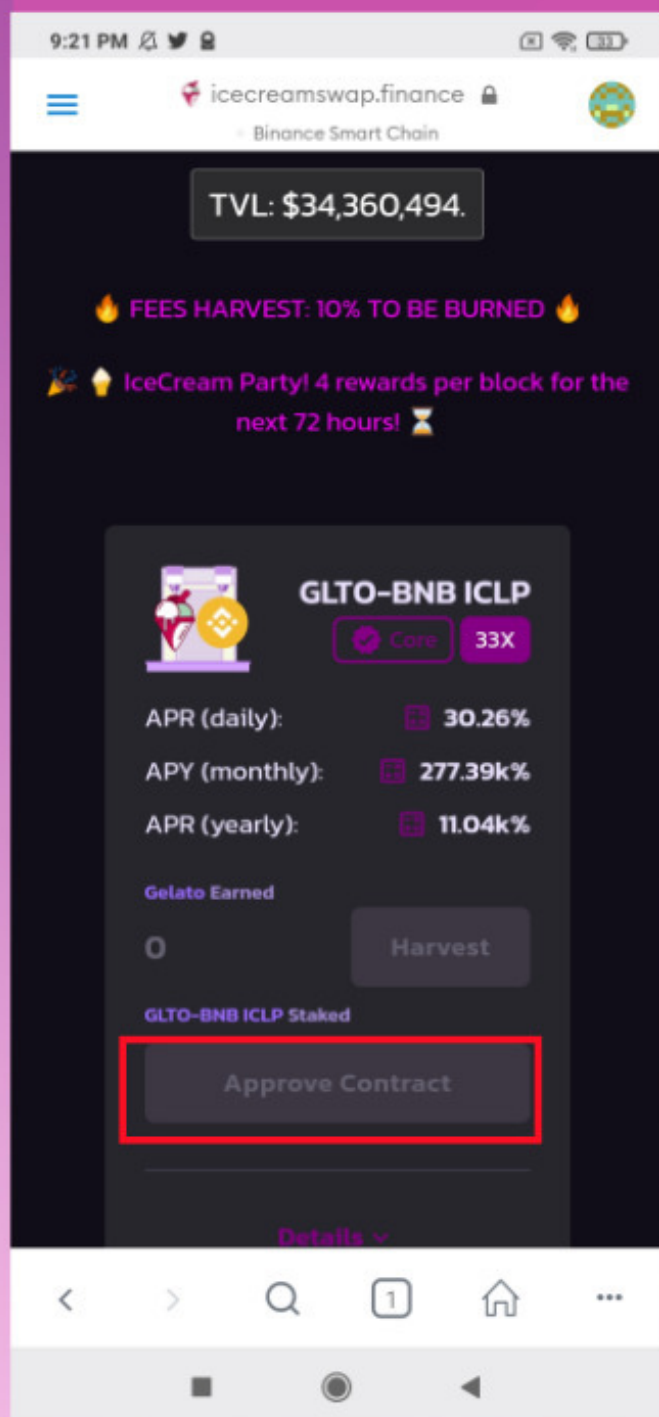 9:21 PM
33
icecreamswap.finance
Binance Smart Chain
TVL: $34,360,494.
🔥 FEES HARVEST: 10% TO BE BURNED 🔥
🎉 🍦 IceCream Party! 4 rewards per block for the
next 72 hours! ⏳
GLTO-BNB ICLP
Core 33X
APR (daily): 30.26%
APY (monthly): 277.39k%
APR (yearly): 11.04k%
Gelato Earned
0 Harvest
GLTO-BNB ICLP Staked
Approve Contract
Details
1